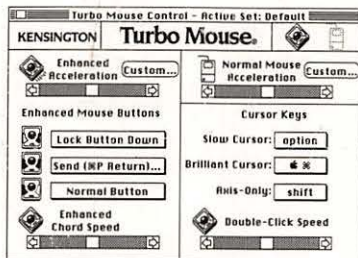 Turbo Mouse Control - Active Set: Default
KENSINGTON
Turbo Mouse®
Enhanced
Acceleration
Custom...
Normal Mouse
Acceleration
Custom...
Enhanced Mouse Buttons
Lock Button Down
Send (⌘P Return)...
Normal Button
Enhanced
Chord Speed
Cursor Keys
Slow Cursor: option
Brilliant Cursor: ⌘
Axis-Only: shift
Double-Click Speed